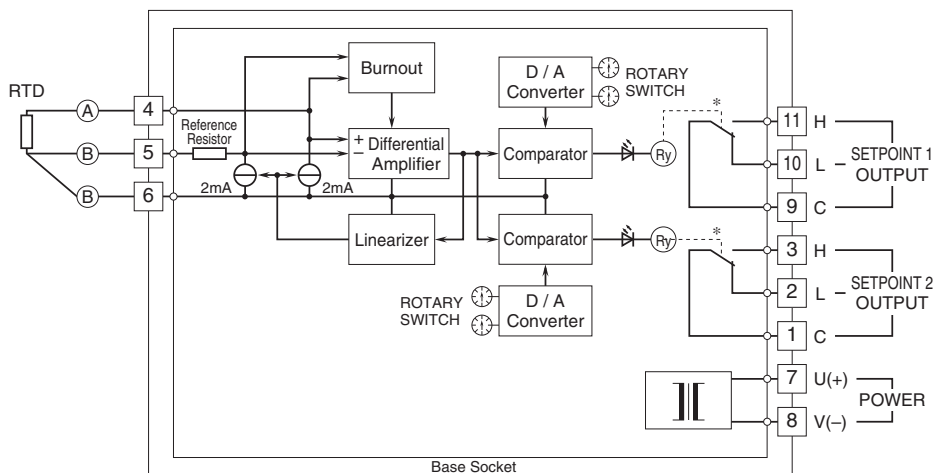 RTD
A
4
B
5
B
6
Reference
Resistor
2mA
2mA
Burnout
+
−
Differential
Amplifier
Linearizer
D / A
Converter
ROTARY
SWITCH
Comparator
Ry
*
Comparator
Ry
*
ROTARY
SWITCH
D / A
Converter
11 H
10 L
9 C
SETPOINT 1
OUTPUT
3 H
2 L
1 C
SETPOINT 2
OUTPUT
7 U(+)
8 V(−)
POWER
Base Socket